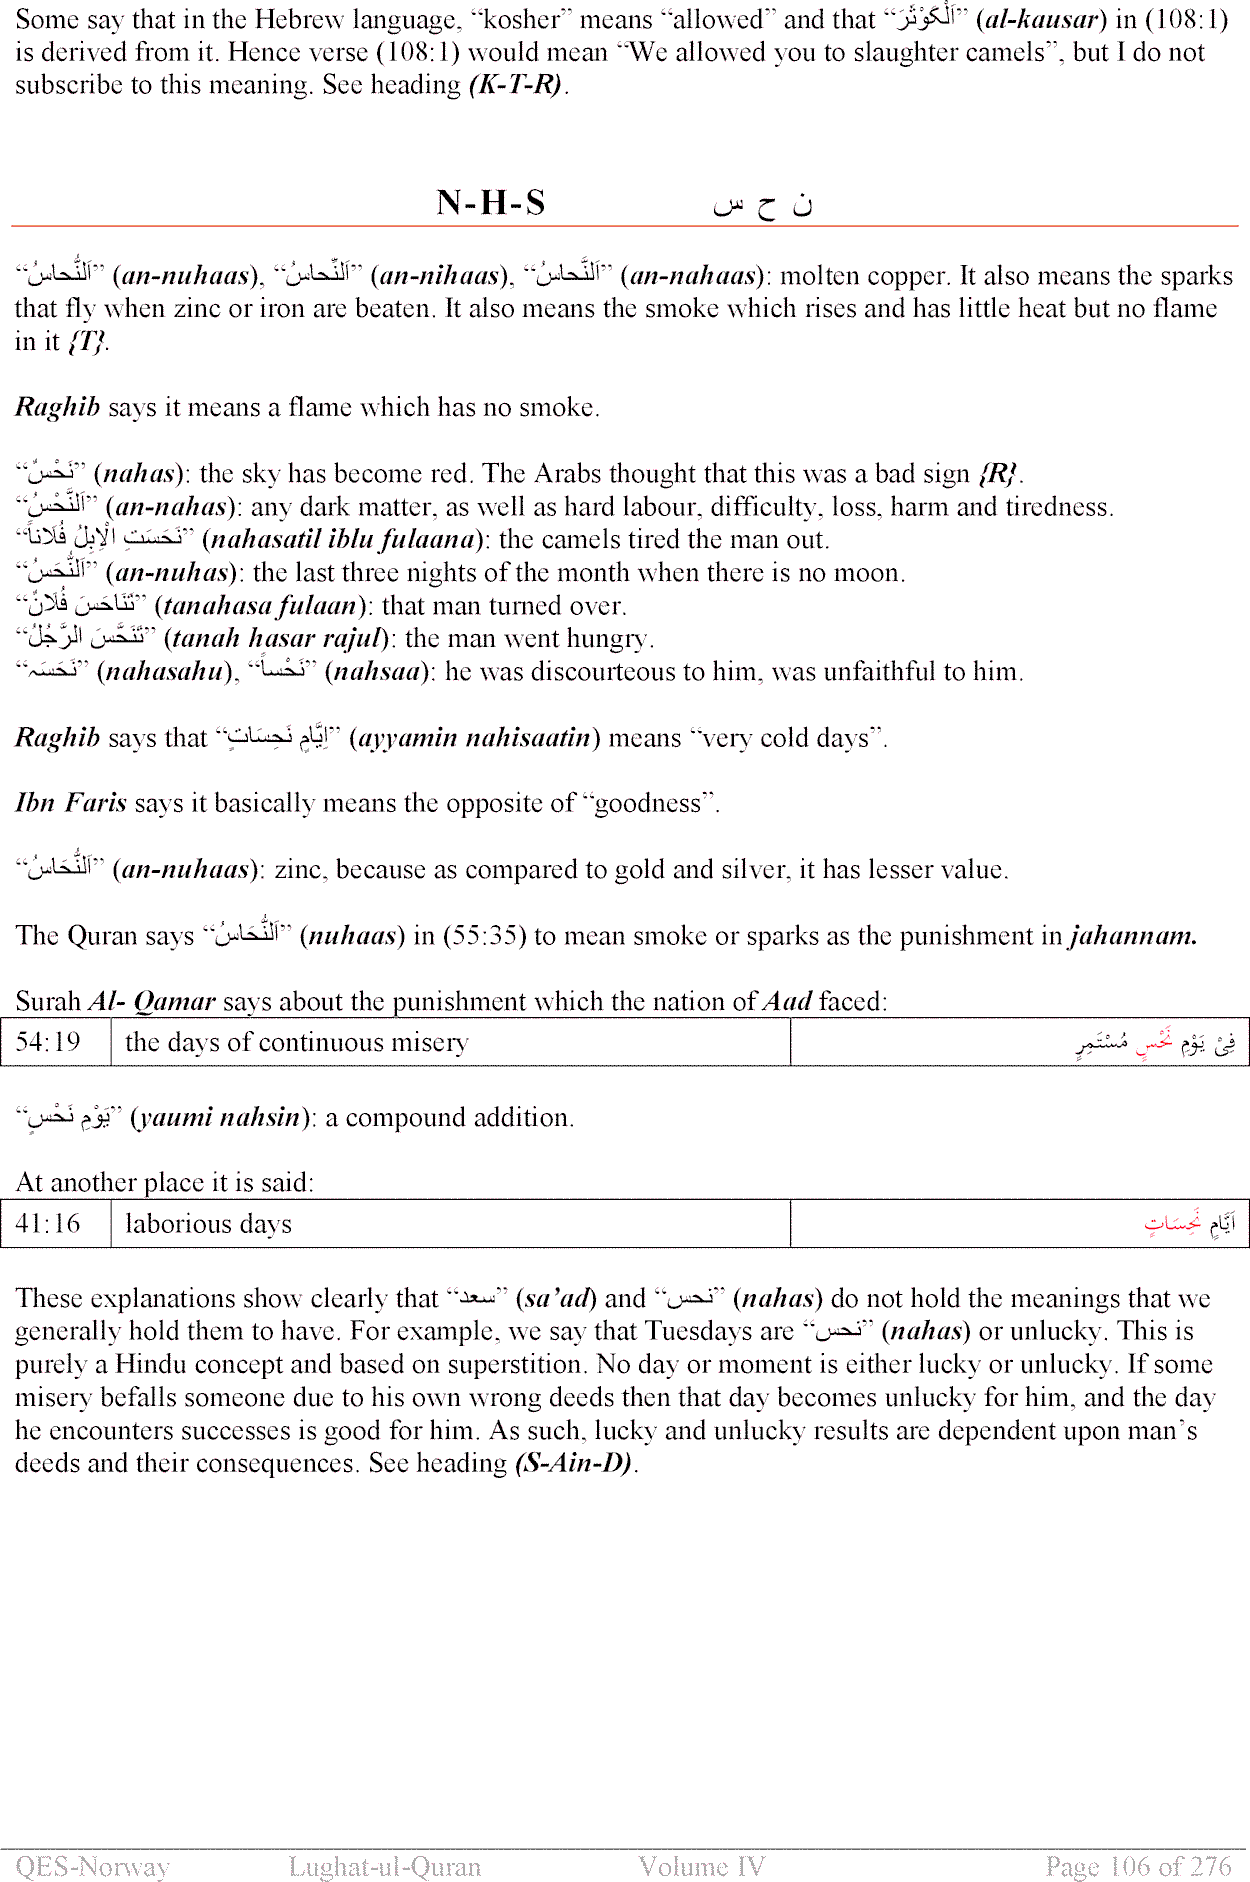 Some say that in the Hebrew language, “kosher” means “allowed” and that “اَلْكَوْثَرَ” (al-kausar) in (108:1)
is derived from it. Hence verse (108:1) would mean “We allowed you to slaughter camels”, but I do not
subscribe to this meaning. See heading (K-T-R).
N-H-S ن ح س
“اَلنُّحاسُ” (an-nuhaas), “اَلنِّحاسُ” (an-nihaas), “اَلنَّحاسُ” (an-nahaas): molten copper. It also means the sparks
that fly when zinc or iron are beaten. It also means the smoke which rises and has little heat but no flame
in it {T}.
Raghib says it means a flame which has no smoke.
“نَحْسٌ” (nahas): the sky has become red. The Arabs thought that this was a bad sign {R}.
“اَلنَّحْسُ” (an-nahas): any dark matter, as well as hard labour, difficulty, loss, harm and tiredness.
“نَحَسَتِ الْاِبِلُ فُلَاناً” (nahasatil iblu fulaana): the camels tired the man out.
“اَلنُّحَسُ” (an-nuhas): the last three nights of the month when there is no moon.
“تَنَاحَسَ فُلَانٌ” (tanahasa fulaan): that man turned over.
“تَنَحَّسَ الرَّجُلُ” (tanah hasar rajul): the man went hungry.
“نَحَسَہ” (nahasahu), “نَحْساً” (nahsaa): he was discourteous to him, was unfaithful to him.
Raghib says that “اِيَّامٍ نَحِسَاتٍ” (ayyamin nahisaatin) means “very cold days”.
Ibn Faris says it basically means the opposite of “goodness”.
“اَلنُّحَاسُ” (an-nuhaas): zinc, because as compared to gold and silver, it has lesser value.
The Quran says “اَلنُّحَاسُ” (nuhaas) in (55:35) to mean smoke or sparks as the punishment in jahannam.
Surah Al- Qamar says about the punishment which the nation of Aad faced:
54:19 the days of continuous misery فِیْ يَوْمِ نَحْسٍ مُسْتَمِرٍ
“يَوْمِ نَحْسٍ” (yaumi nahsin): a compound addition.
At another place it is said:
41:16 laborious days اَيَّامٍ نَحِسَاتٍ
These explanations show clearly that “سعد” (sa’ad) and “نحس” (nahas) do not hold the meanings that we
generally hold them to have. For example, we say that Tuesdays are “نحس” (nahas) or unlucky. This is
purely a Hindu concept and based on superstition. No day or moment is either lucky or unlucky. If some
misery befalls someone due to his own wrong deeds then that day becomes unlucky for him, and the day
he encounters successes is good for him. As such, lucky and unlucky results are dependent upon man’s
deeds and their consequences. See heading (S-Ain-D).
QES-Norway Lughat-ul-Quran Volume IV Page 106 of 276